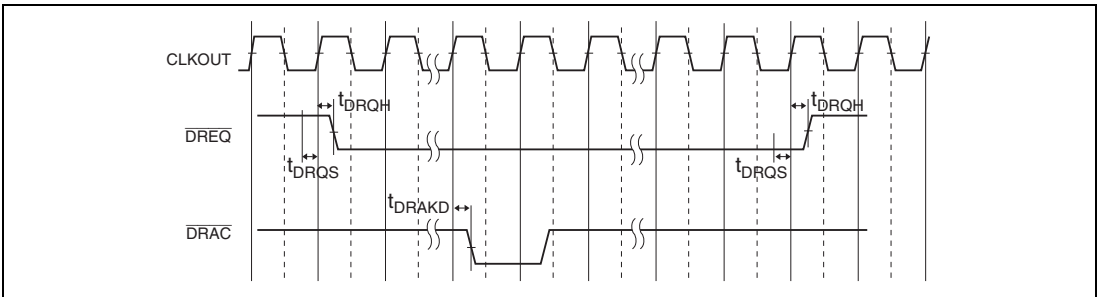 CLKOUT
tDRQH
tDRQH
DREQ
tDRQS
tDRQS
tDRAKD
DRAC